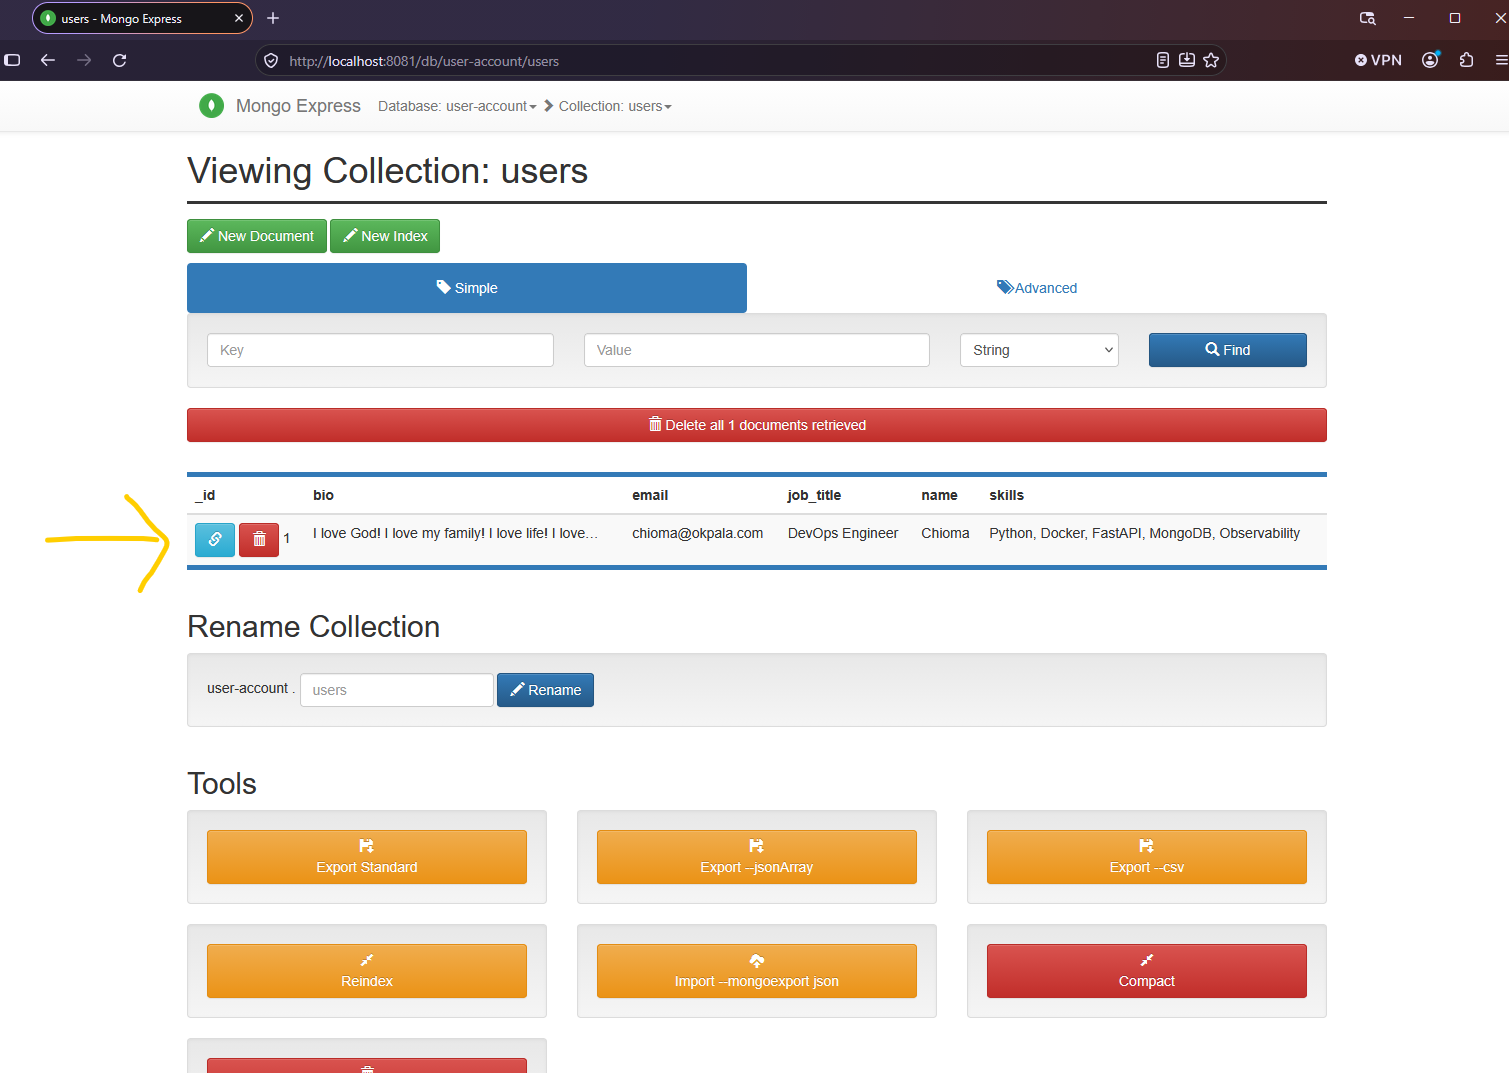 users - Mongo Express
http://localhost:8081/db/user-account/users
VPN
Mongo Express Database: user-account Collection: users
Viewing Collection: users
New Document New Index
Simple Advanced
Key Value String Find
Delete all 1 documents retrieved
_id bio email job_title name skills
1 I love God! I love my family! I love life! I love… chioma@okpala.com DevOps Engineer Chioma Python, Docker, FastAPI, MongoDB, Observability
Rename Collection
user-account . users Rename
Tools
Export Standard Export --jsonArray Export --csv
Reindex Import --mongoexport json Compact